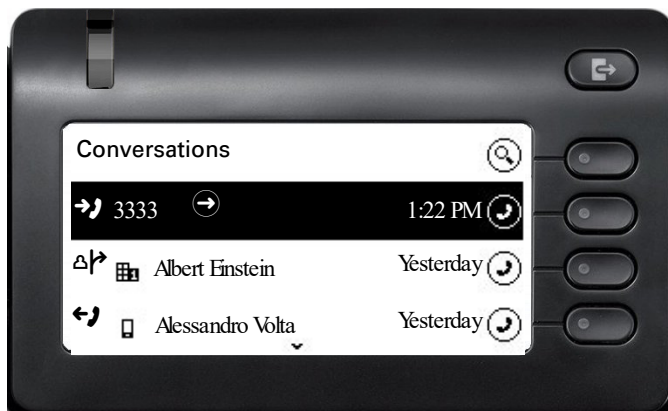 Conversations
3333 1:22 PM
Albert Einstein Yesterday
Alessandro Volta Yesterday